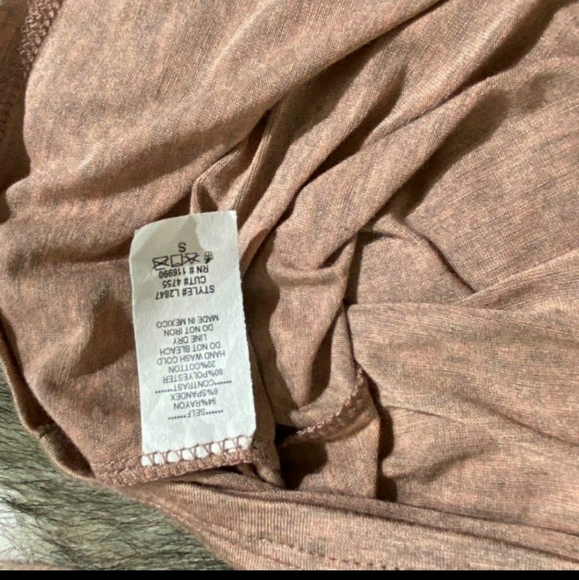 *****SELF*****
94%RAYON
6%SPANDEX
***CONTRAST***
80%POLYESTER
20%COTTON
HAND WASH COLD
DO NOT BLEACH
LINE DRY
DO NOT IRON
MADE IN MEXICO
STYLE# L2847
CUT# 4755
RN # 116990
S